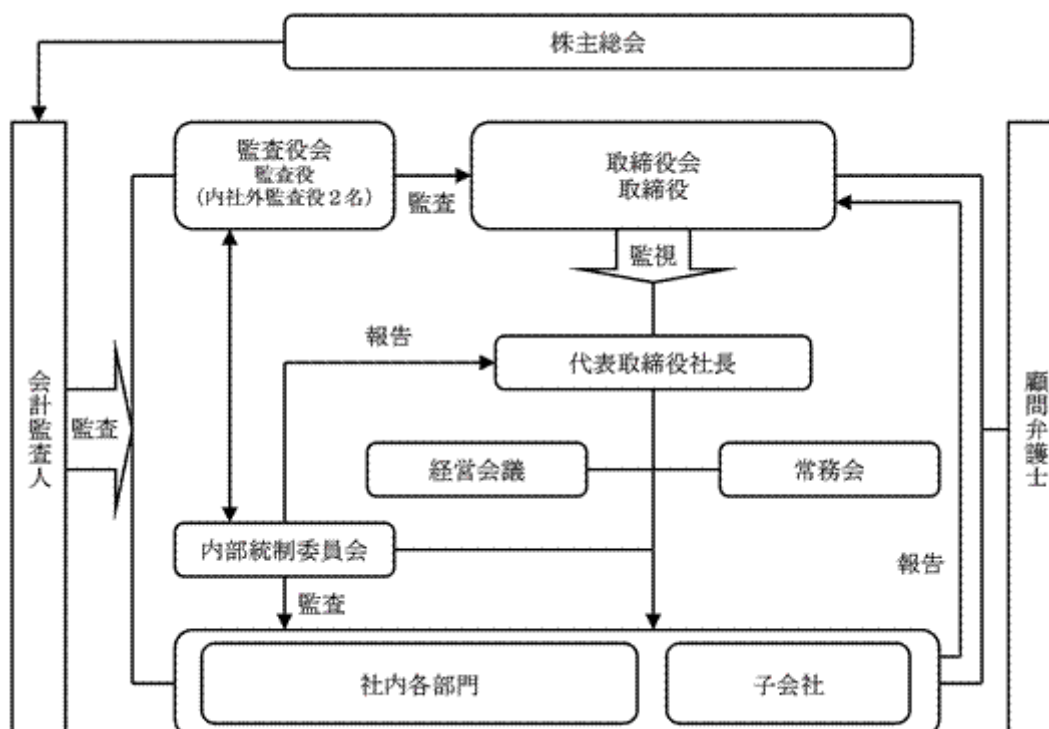 株主総会
監査役会
監査役
（内社外監査役２名）
監査
取締役会
取締役
監視
報告
代表取締役社長
会計監査人
監査
顧問弁護士
経営会議
常務会
内部統制委員会
報告
監査
社内各部門
子会社